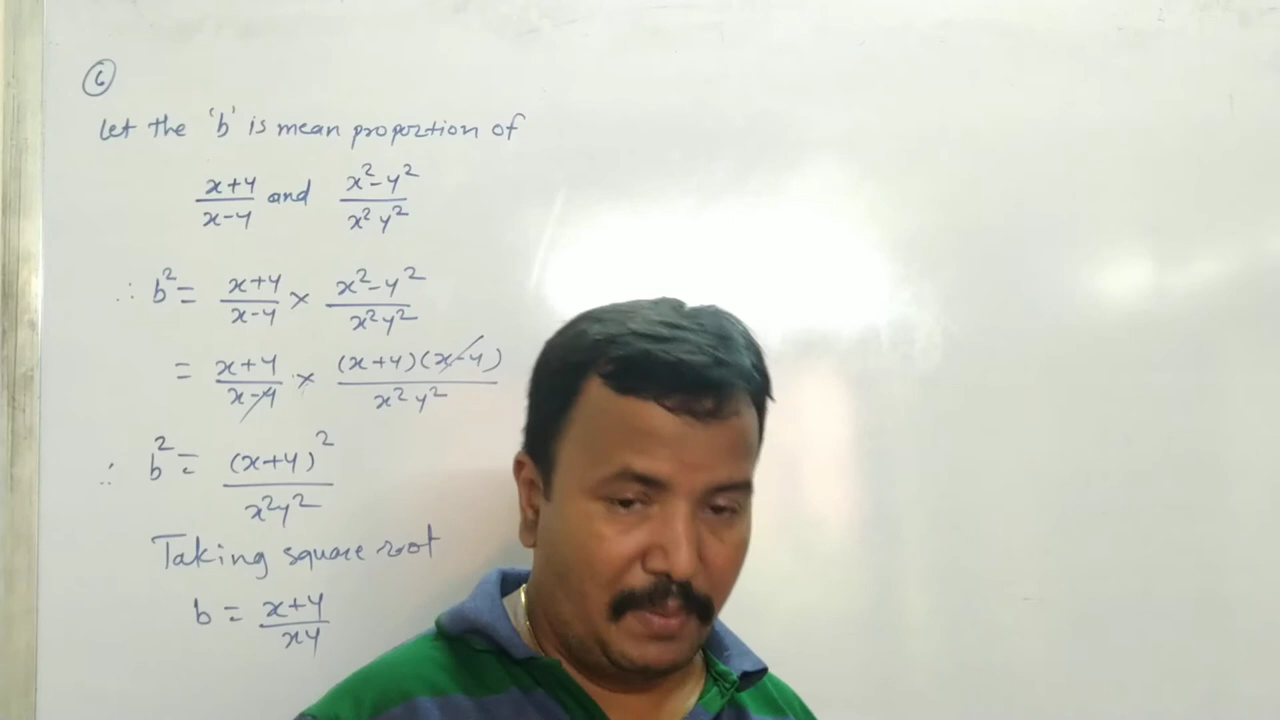 6
Let the 'b' is mean proportion of
x+y/x-y and x²-y²/x²y²
∴ b² = x+y/x-y × x²-y²/x²y²
= x+y/x-y × (x+y)(x-y)/x²y²
∴ b² = (x+y)²/x²y²
Taking square root
b = x+y/xy